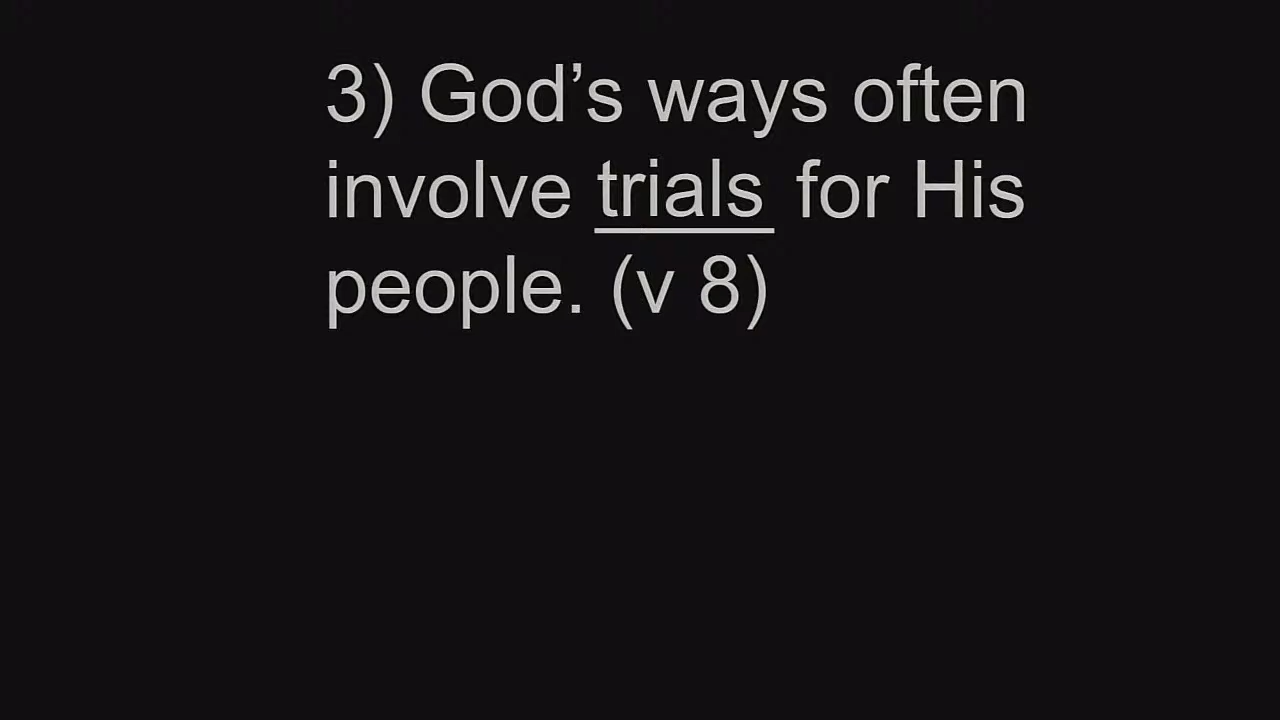 3) God’s ways often
involve trials for His
people. (v 8)